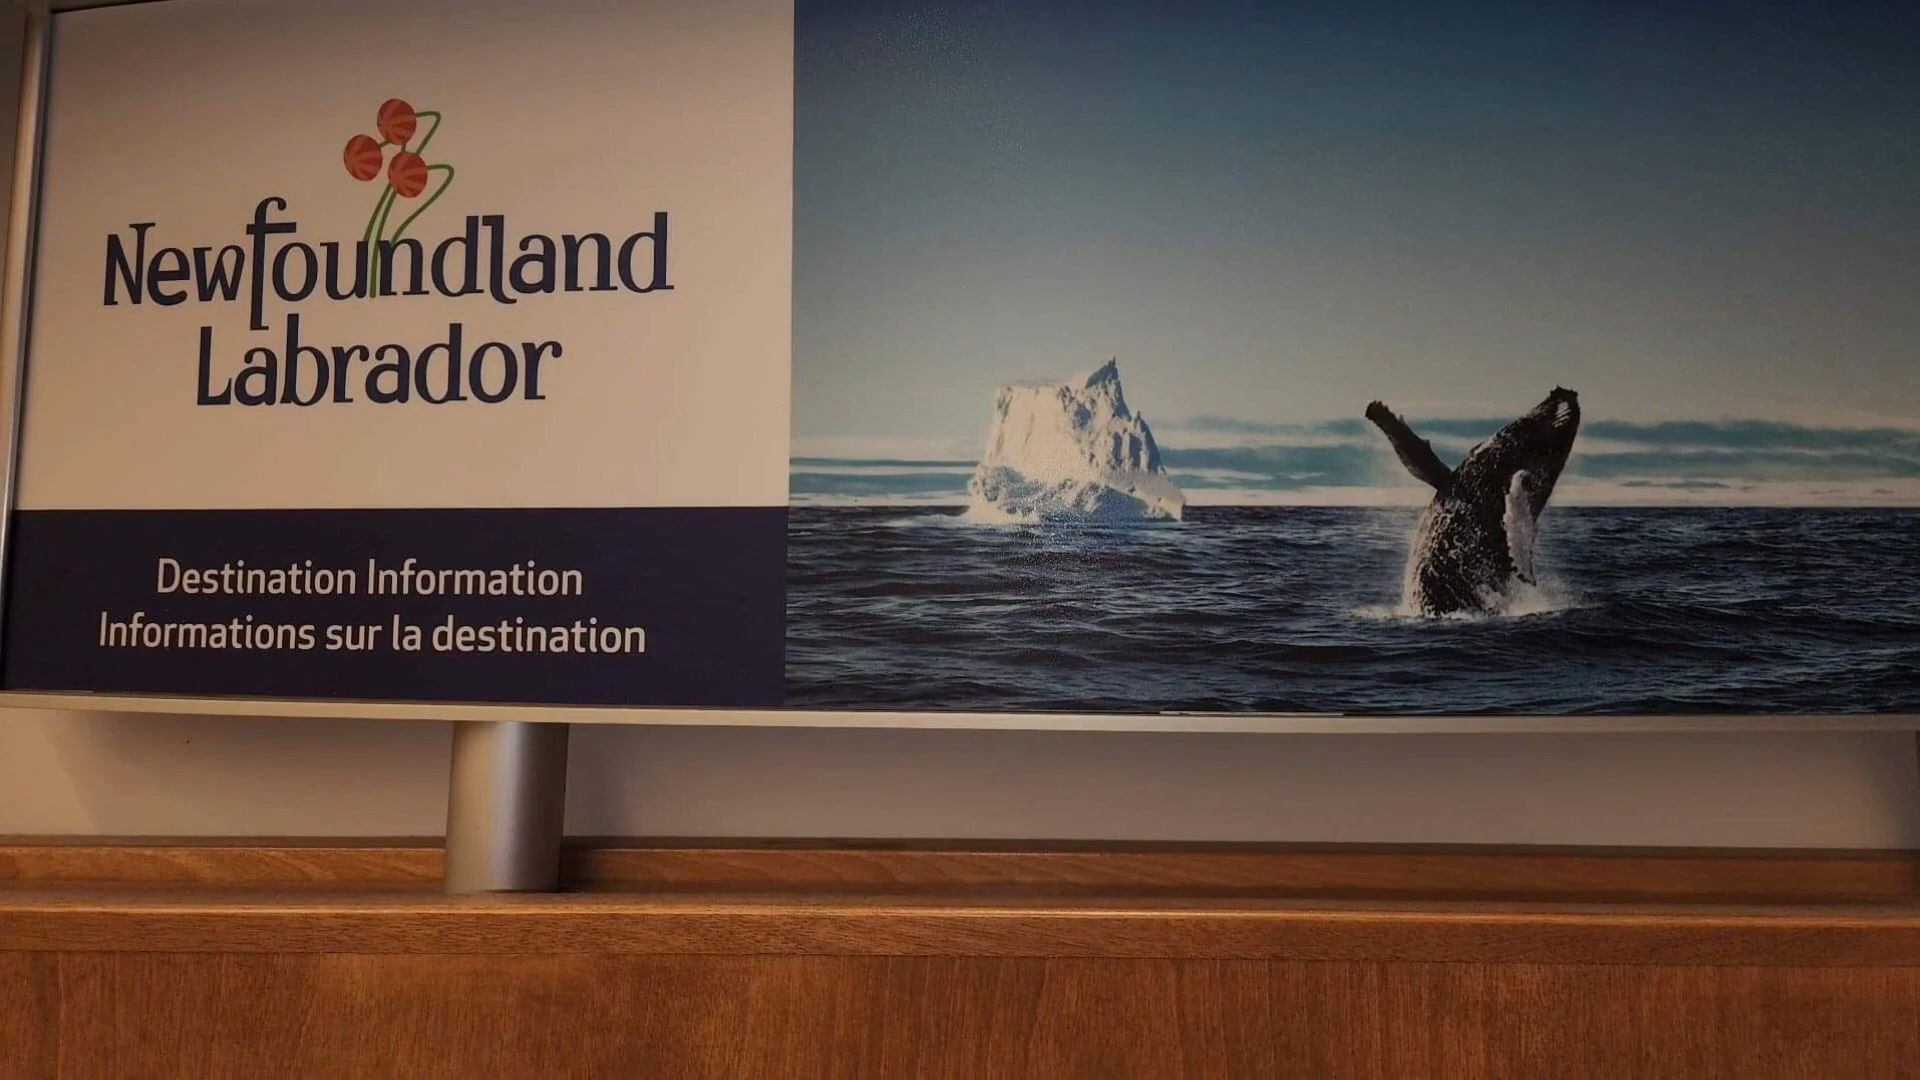 Newfoundland
Labrador
Destination Information
Informations sur la destination